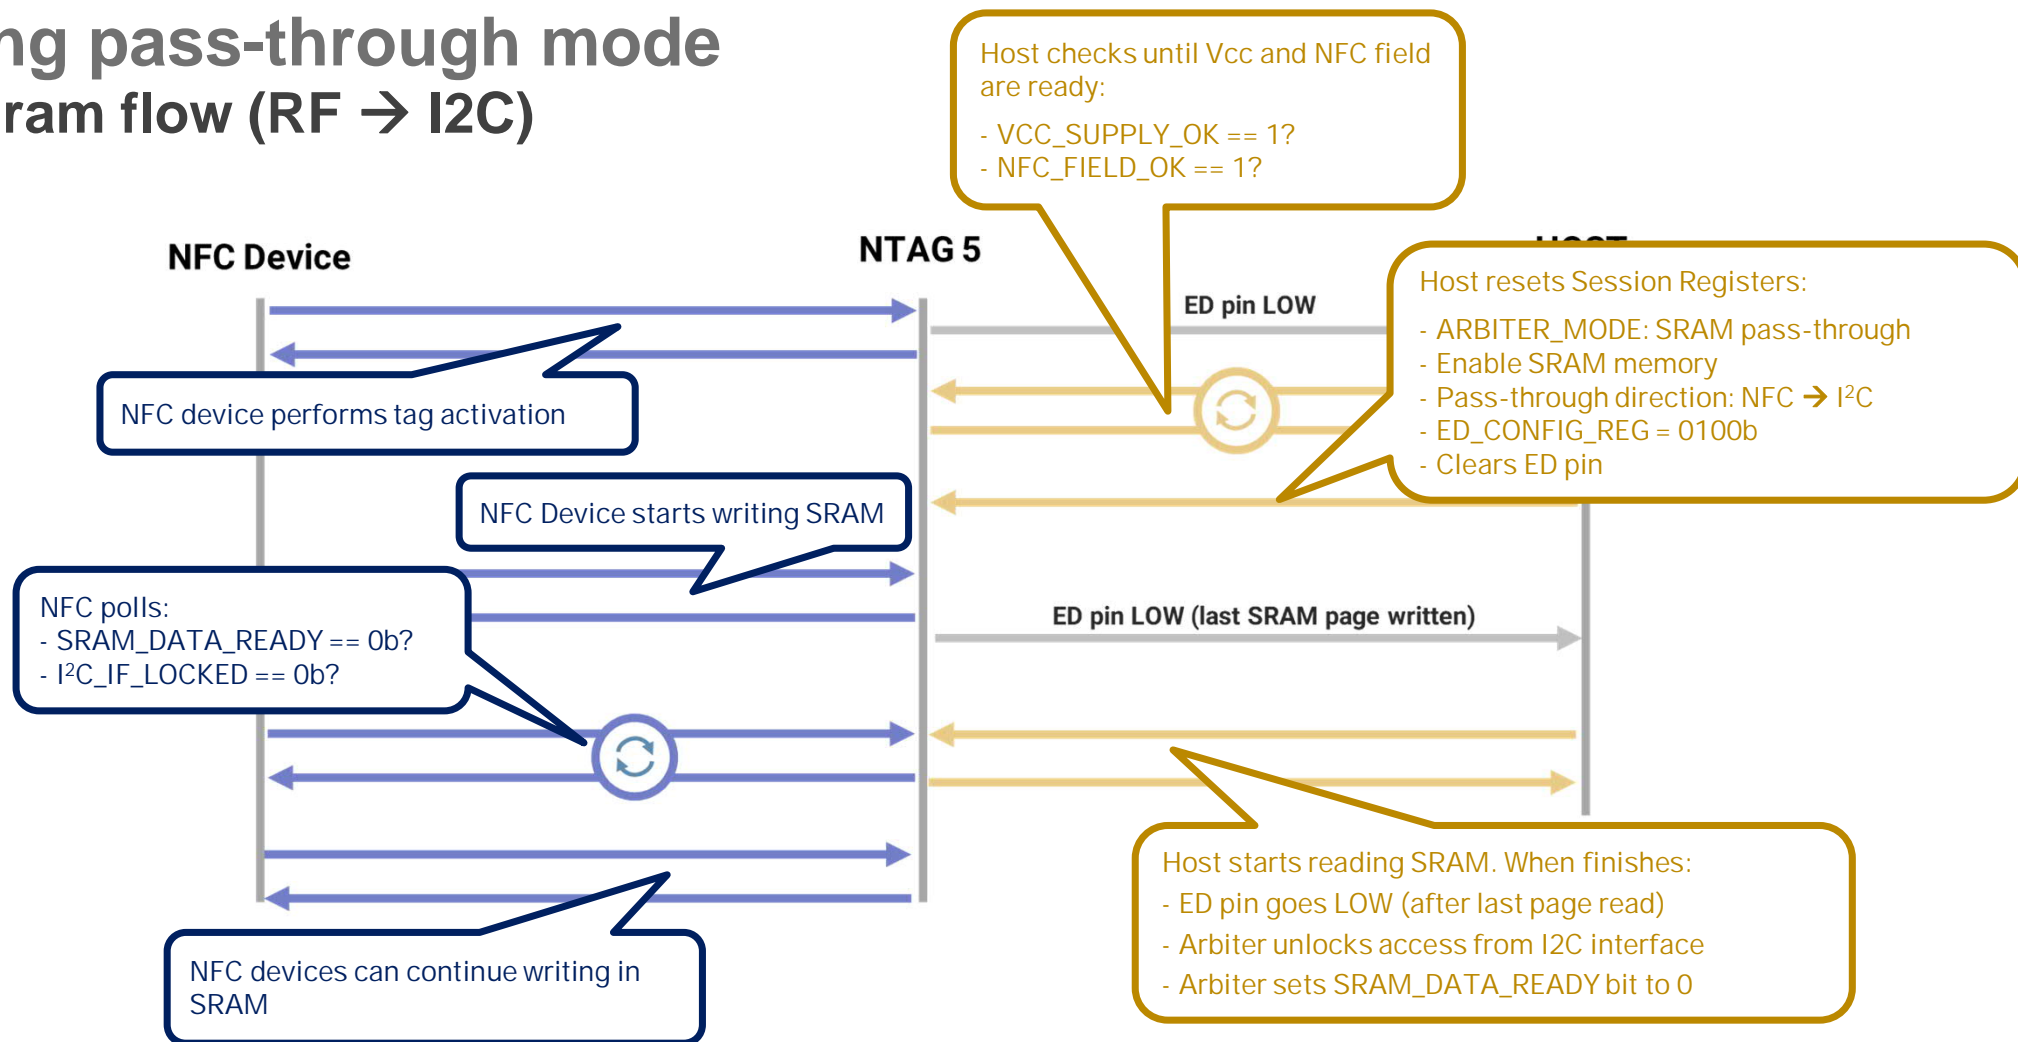 ng pass-through mode
ram flow (RF → I2C)
Host checks until Vcc and NFC field
are ready:
- VCC_SUPPLY_OK == 1?
- NFC_FIELD_OK == 1?
NFC Device
NTAG 5
HOST
ED pin LOW
Host resets Session Registers:
- ARBITER_MODE: SRAM pass-through
- Enable SRAM memory
- Pass-through direction: NFC → I²C
- ED_CONFIG_REG = 0100b
- Clears ED pin
NFC device performs tag activation
NFC Device starts writing SRAM
NFC polls:
- SRAM_DATA_READY == 0b?
- I²C_IF_LOCKED == 0b?
ED pin LOW (last SRAM page written)
Host starts reading SRAM. When finishes:
- ED pin goes LOW (after last page read)
- Arbiter unlocks access from I2C interface
- Arbiter sets SRAM_DATA_READY bit to 0
NFC devices can continue writing in
SRAM